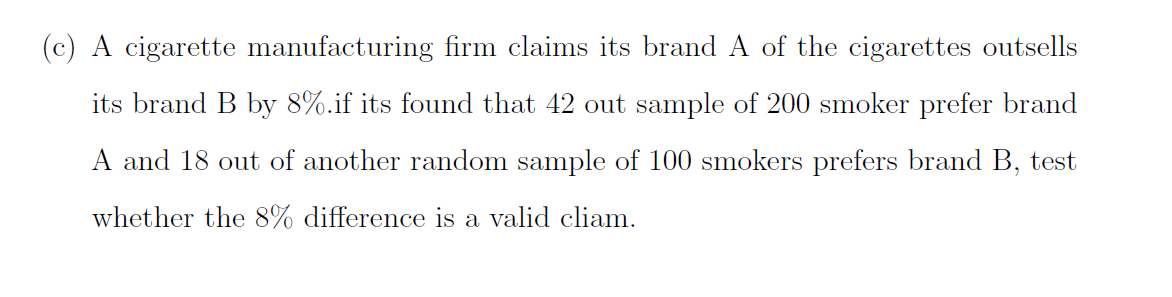 (c) A cigarette manufacturing firm claims its brand A of the cigarettes outsells
its brand B by 8%.if its found that 42 out sample of 200 smoker prefer brand
A and 18 out of another random sample of 100 smokers prefers brand B, test
whether the 8% difference is a valid cliam.